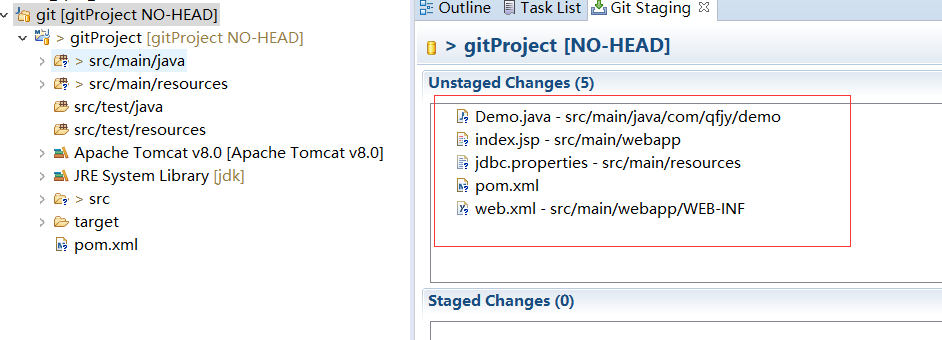 git [gitProject NO-HEAD]
> gitProject [gitProject NO-HEAD]
> src/main/java
> src/main/resources
src/test/java
src/test/resources
Apache Tomcat v8.0 [Apache Tomcat v8.0]
JRE System Library [jdk]
> src
target
pom.xml
Outline Task List Git Staging
> gitProject [NO-HEAD]
Unstaged Changes (5)
Demo.java - src/main/java/com/qfjy/demo
index.jsp - src/main/webapp
jdbc.properties - src/main/resources
pom.xml
web.xml - src/main/webapp/WEB-INF
Staged Changes (0)